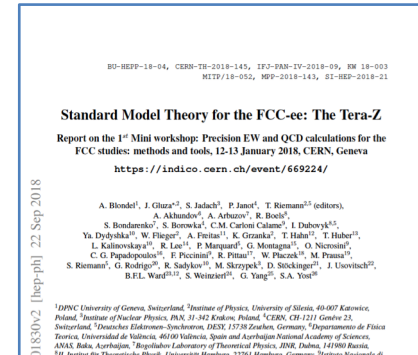 BU-HEPP-18-04, CERN-TH-2018-145, IFJ-PAN-IV-2018-09, KW 18-003
MITP/18-052, MPP-2018-143, SI-HEP-2018-21
Standard Model Theory for the FCC-ee: The Tera-Z
Report on the 1st Mini workshop: Precision EW and QCD calculations for the
FCC studies: methods and tools, 12-13 January 2018, CERN, Geneva
https://indico.cern.ch/event/669224/
A. Blondel1, J. Gluza*,2, S. Jadach3, P. Janot4, T. Riemann2,5 (editors),
A. Akhundov6, A. Arbuzov7, R. Boels8,
S. Bondarenko7, S. Borowka4, C.M. Carloni Calame9, I. Dubovyk8,5,
Ya. Dydyshka10, W. Flieger2, A. Freitas11, K. Grzanka2, T. Hahn12, T. Huber13,
L. Kalinovskaya10, R. Lee14, P. Marquard5, G. Montagna15, O. Nicrosini9,
C. G. Papadopoulos16, F. Piccinini9, R. Pittau17, W. Płaczek18, M. Prausa19,
S. Riemann5, G. Rodrigo20, R. Sadykov10, M. Skrzypek3, D. Stöckinger21, J. Usovitsch22,
B.F.L. Ward23,12, S. Weinzierl24, G. Yang25, S.A. Yost26
1DPNC University of Geneva, Switzerland, 2Institute of Physics, University of Silesia, 40-007 Katowice,
Poland, 3Institute of Nuclear Physics, PAN, 31-342 Krakow, Poland, 4CERN, CH-1211 Genève 23,
Switzerland, 5Deutsches Elektronen–Synchrotron, DESY, 15738 Zeuthen, Germany, 6Departamento de Física
Teorica, Universidad de València, 46100 València, Spain and Azerbaijan National Academy of Sciences,
ANAS, Baku, Azerbaijan, 7Bogoliubov Laboratory of Theoretical Physics, JINR, Dubna, 141980 Russia,
01830v2 [hep-ph] 22 Sep 2018